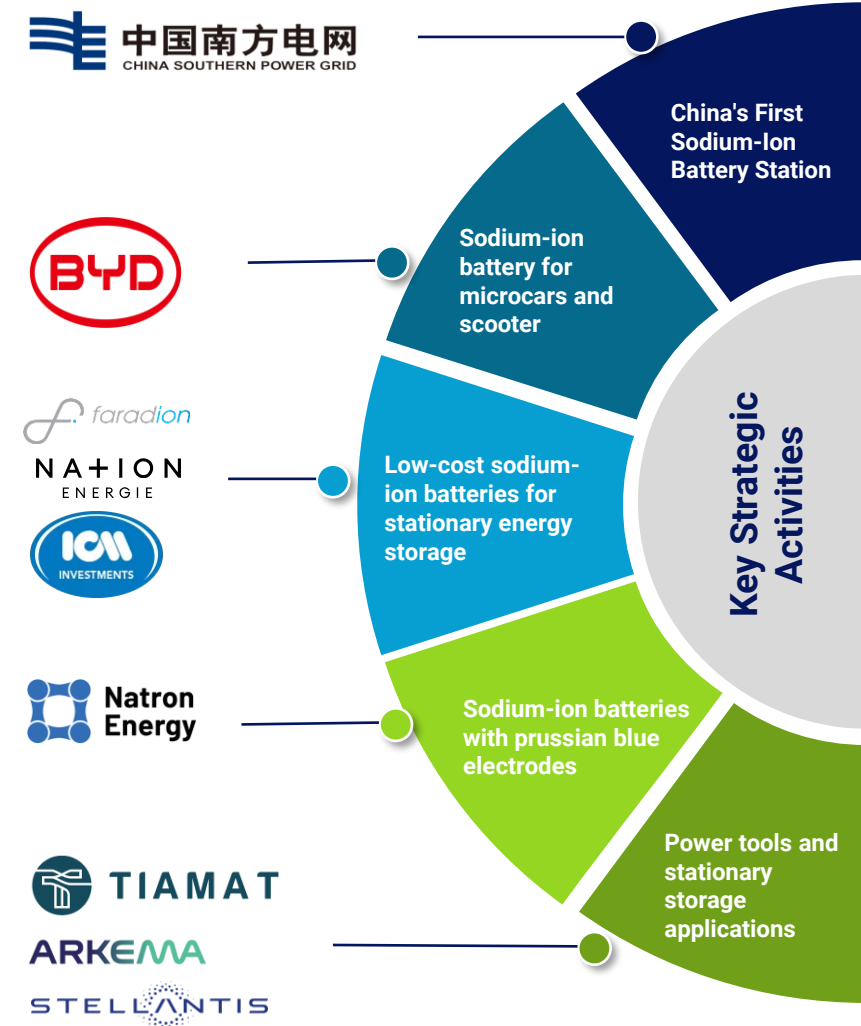 中国南方电网
CHINA SOUTHERN POWER GRID
China's First
Sodium-Ion
Battery Station
BYD
Sodium-ion
battery for
microcars and
scooter
faradion
NA+ION
ENERGIE
ICM
INVESTMENTS
Low-cost sodium-
ion batteries for
stationary energy
storage
Key Strategic
Activities
Natron
Energy
Sodium-ion batteries
with prussian blue
electrodes
TIAMAT
ARKEMA
STELLANTIS
Power tools and
stationary
storage
applications